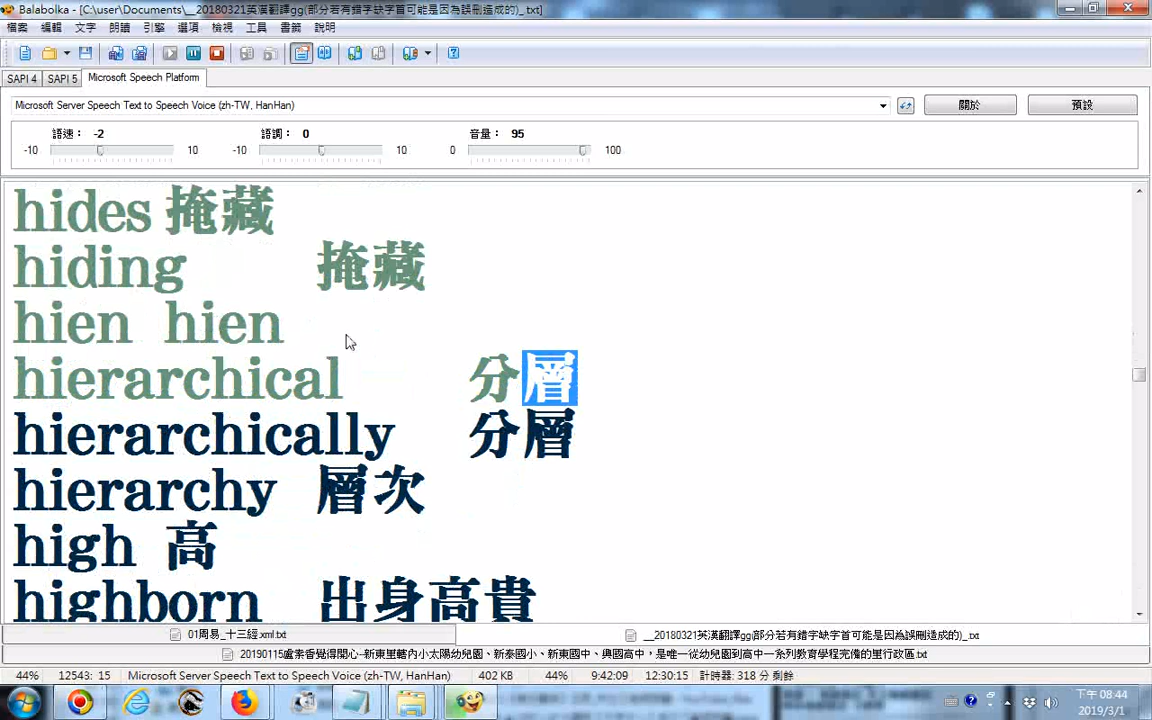 Balabolka - [C:\user\Documents\__20180321英漢翻譯gg(部分若有錯字缺字首可能是因為誤刪造成的)_.txt]
檔案 編輯 文字 朗讀 引擎 選項 檢視 工具 書籤 說明
SAPI 4 SAPI 5 Microsoft Speech Platform
Microsoft Server Speech Text to Speech Voice (zh-TW, HanHan) 關於 預設
語速： -2 語調： 0 音量： 95
-10 10 -10 10 0 100
hides 掩藏
hiding 掩藏
hien hien
hierarchical 分層
hierarchically 分層
hierarchy 層次
high 高
highborn 出身高貴
01周易_十三經.xml.txt __20180321英漢翻譯gg(部分若有錯字缺字首可能是因為誤刪造成的)_.txt
20190115盧素香覺得開心-新東里轄內小太陽幼兒園、新泰國小、新東國中、興國高中，是唯一從幼兒園到高中一系列教育學程完備的里行政區.txt
44% 12543: 15 Microsoft Server Speech Text to Speech Voice (zh-TW, HanHan) 402 KB 44% 9:42:09 12:30:15 計時器: 318 分 剩餘
下午 08:44
2019/3/1